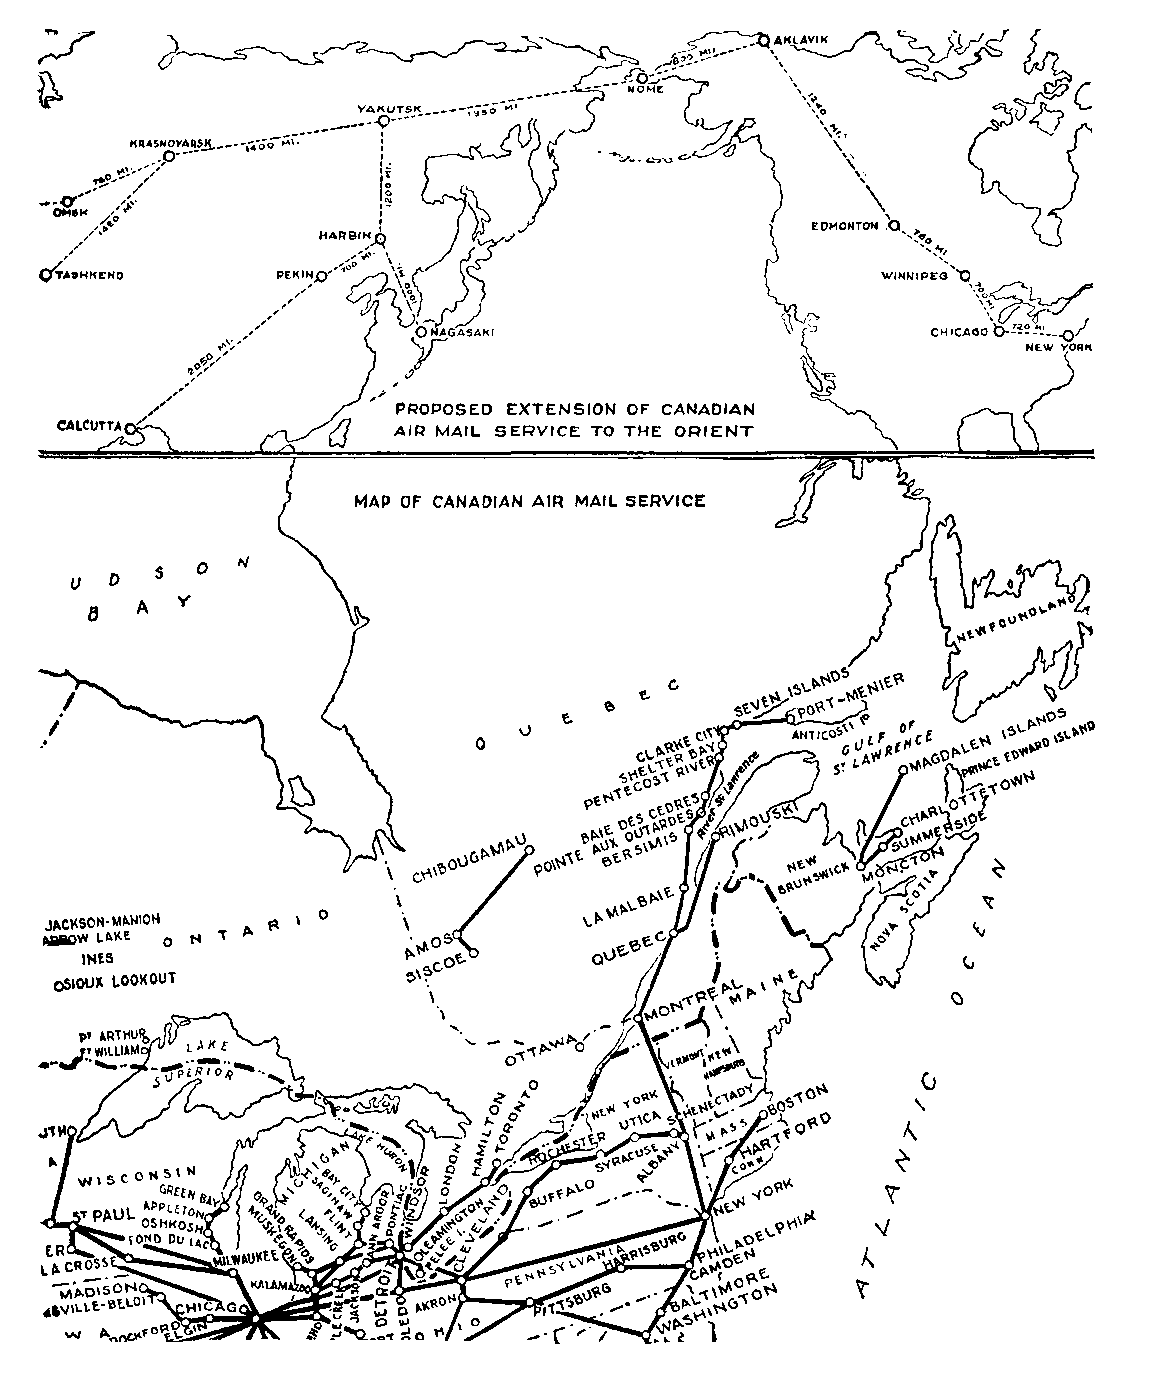 AKLAVIK
NOME
YAKUTSK
1350 MI.
KRASNOYARSK
1400 MI.
760 MI.
OMSK
1450 MI.
1200 MI.
1240 MI.
TASHKEND
HARBIN
PEKIN
700 MI.
1000 MI.
NAGASAKI
EDMONTON
760 MI.
WINNIPEG
700 MI.
CHICAGO
720 MI
NEW YORK
2050 MI.
CALCUTTA
PROPOSED EXTENSION OF CANADIAN
AIR MAIL SERVICE TO THE ORIENT
MAP OF CANADIAN AIR MAIL SERVICE
UDSON
BAY
NEWFOUNDLAND
QUEBEC
SEVEN ISLANDS
PORT-MENIER
ANTICOSTI ID
CLARKE CITY
SHELTER BAY
PENTECOST RIVER
GULF OF
ST LAWRENCE
MAGDALEN ISLANDS
PRINCE EDWARD ISLAND
BAIE DES CEDRES
POINTE AUX OUTARDES
BERSIMIS
River St. Lawrence
RIMOUSKI
CHARLOTTETOWN
SUMMERSIDE
MONCTON
NEW
BRUNSWICK
NOVA SCOTIA
CHIBOUGAMAU
AMOS
SISCOE
LA MALBAIE
QUEBEC
MONTREAL
MAINE
OTTAWA
ATLANTIC OCEAN
JACKSON-MANION
ARROW LAKE
INES
SIOUX LOOKOUT
ONTARIO
PT ARTHUR
FT WILLIAM
LAKE
SUPERIOR
UTH
A
WISCONSIN
MICHIGAN
LAKE HURON
VERMONT
NEW
HAMPSHIRE
NEW YORK
MASS
CONN
HAMILTON
TORONTO
LONDON
ROCHESTER
UTICA
SCHENECTADY
SYRACUSE
ALBANY
BOSTON
HARTFORD
BUFFALO
NEW YORK
GREEN BAY
APPLETON
OSHKOSH
FOND DU LAC
ST PAUL
ER
LA CROSSE
MADISON
SVILLE-BELOIT
MILWAUKEE
CHICAGO
ROCKFORD
ELGIN
W A
GRAND RAPIDS
MUSKEGON
LANSING
BAY CITY
SAGINAW
FLINT
KALAMAZOO
JACKSON
ANN ARBOR
PONTIAC
WINDSOR
DETROIT
LEAMINGTON
PELEE I.
CLEVELAND
AKRON
OHIO
PENNSYLVANIA
HARRISBURG
PITTSBURG
PHILADELPHIA
CAMDEN
BALTIMORE
WASHINGTON